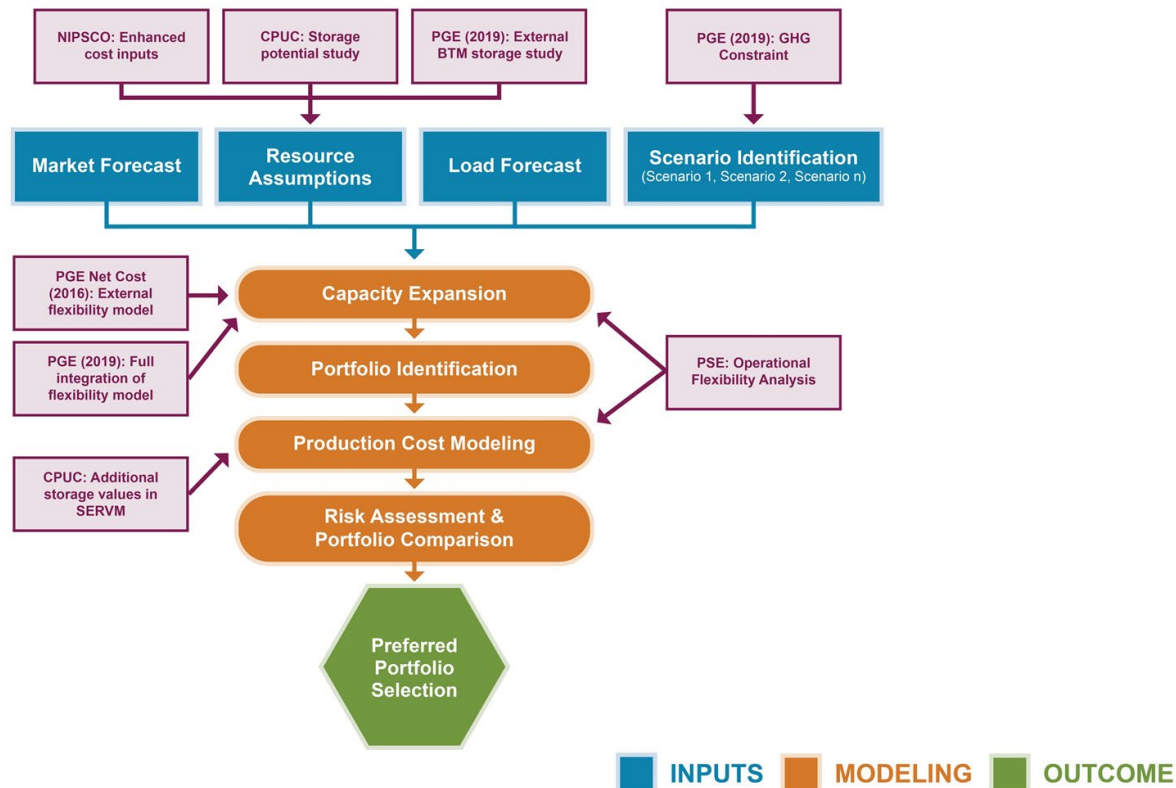 NIPSCO: Enhanced
cost inputs
CPUC: Storage
potential study
PGE (2019): External
BTM storage study
PGE (2019): GHG
Constraint
Market Forecast
Resource
Assumptions
Load Forecast
Scenario Identification
(Scenario 1, Scenario 2, Scenario n)
PGE Net Cost
(2016): External
flexibility model
Capacity Expansion
PGE (2019): Full
integration of
flexibility model
Portfolio Identification
PSE: Operational
Flexibility Analysis
Production Cost Modeling
CPUC: Additional
storage values in
SERVM
Risk Assessment &
Portfolio Comparison
Preferred
Portfolio
Selection
INPUTS
MODELING
OUTCOME